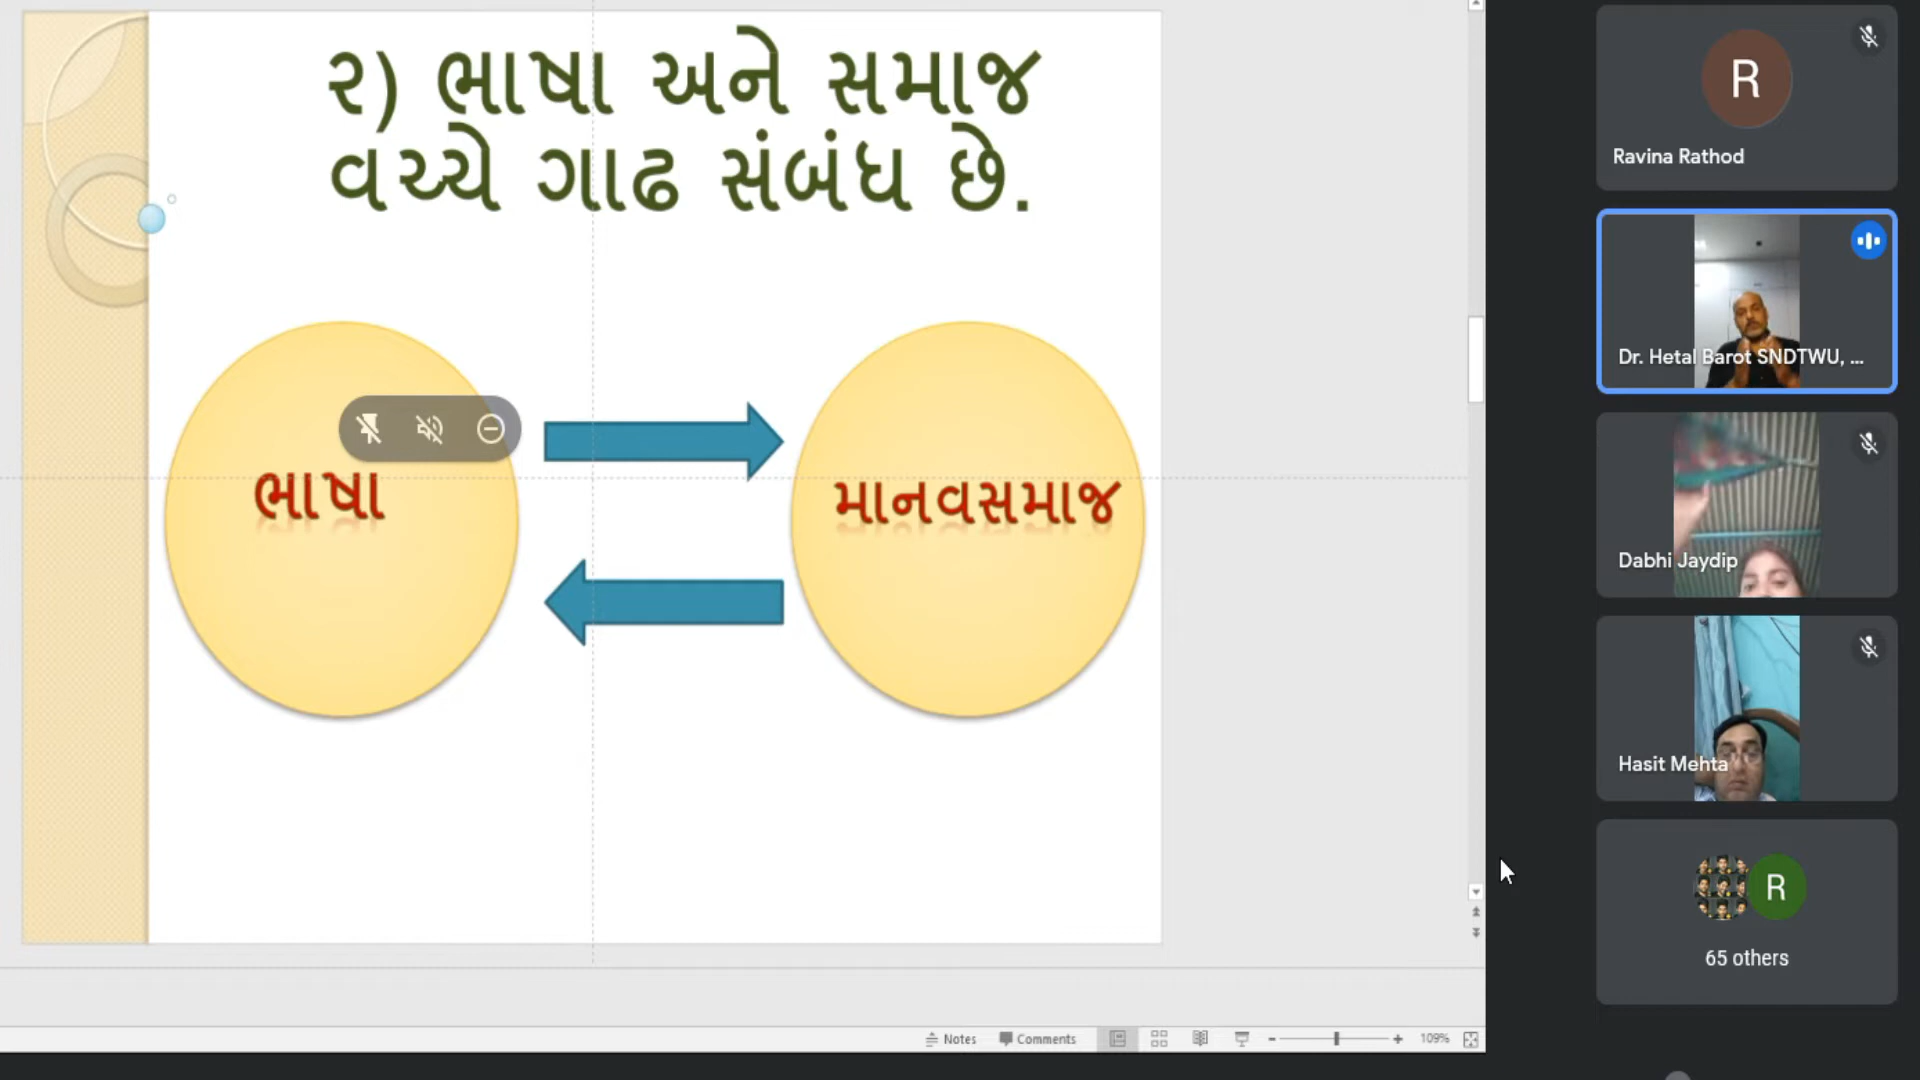 ૨) ભાષા અને સમાજ
વચ્ચે ગાઢ સંબંધ છે.
ભાષા
માનવસમાજ
Notes
Comments
109%
R
Ravina Rathod
Dr. Hetal Barot SNDTWU, ...
Dabhi Jaydip
Hasit Mehta
R
65 others